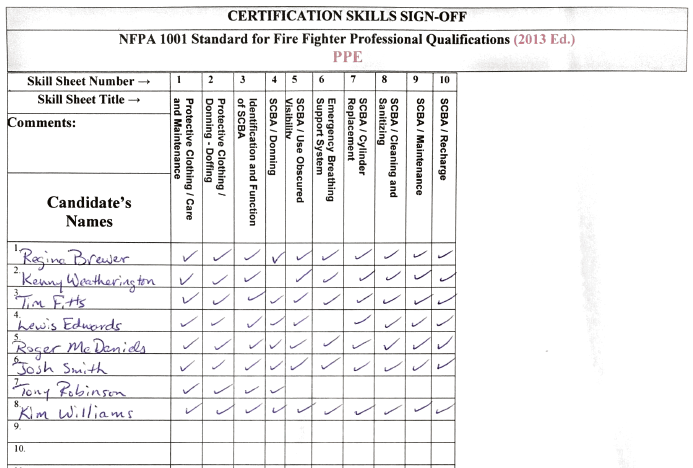 CERTIFICATION SKILLS SIGN-OFF
NFPA 1001 Standard for Fire Fighter Professional Qualifications (2013 Ed.)
PPE
Skill Sheet Number → 1 2 3 4 5 6 7 8 9 10
Skill Sheet Title →
Protective Clothing / Care
and Maintenance
Protective Clothing /
Donning - Doffing
Identification and Function
of SCBA
SCBA / Donning
SCBA / Use Obscured
Visibility
Emergency Breathing
Support System
SCBA / Cylinder
Replacement
SCBA / Cleaning and
Sanitizing
SCBA / Maintenance
SCBA / Recharge
Comments:
Candidate's
Names
1. Regina Brewer ✓ ✓ ✓ ✓ ✓ ✓ ✓ ✓ ✓ ✓
2. Kenny Weatherington ✓ ✓ ✓ ✓ ✓ ✓ ✓ ✓ ✓
3. Tim Fitts ✓ ✓ ✓ ✓ ✓ ✓ ✓ ✓ ✓ ✓
4. Lewis Edwards ✓ ✓ ✓ ✓ ✓ ✓ ✓ ✓ ✓
5. Roger McDaniels ✓ ✓ ✓ ✓ ✓ ✓ ✓ ✓ ✓ ✓
6. Josh Smith ✓ ✓ ✓ ✓ ✓ ✓ ✓ ✓ ✓ ✓
7. Tony Robinson ✓ ✓ ✓ ✓
8. Kim Williams ✓ ✓ ✓ ✓ ✓ ✓ ✓ ✓ ✓ ✓
9.
10.